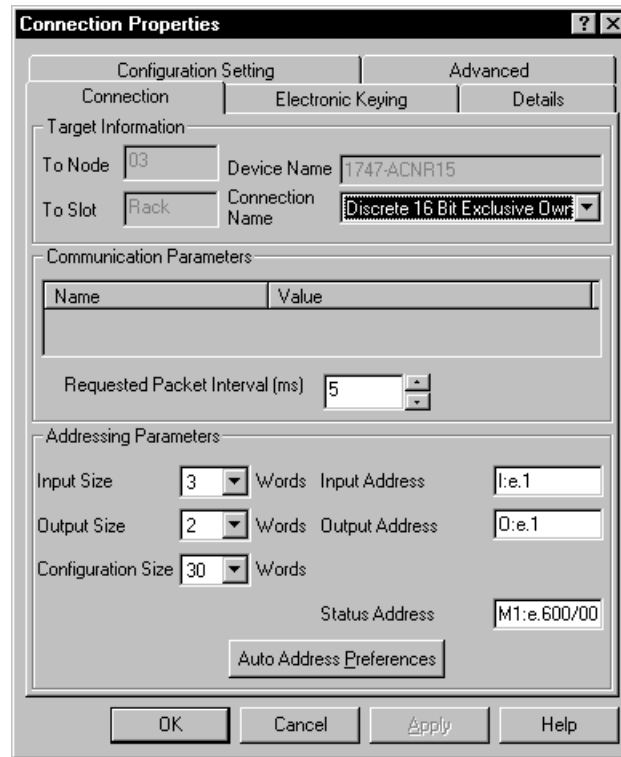 Connection Properties
? X
Configuration Setting Advanced
Connection Electronic Keying Details
Target Information
To Node 03 Device Name 1747-ACNR15
To Slot Rack Connection Name Discrete 16 Bit Exclusive Own
Communication Parameters
Name Value
Requested Packet Interval (ms) 5
Addressing Parameters
Input Size 3 Words Input Address I:e.1
Output Size 2 Words Output Address O:e.1
Configuration Size 30 Words
Status Address M1:e.600/00
Auto Address Preferences
OK Cancel Apply Help